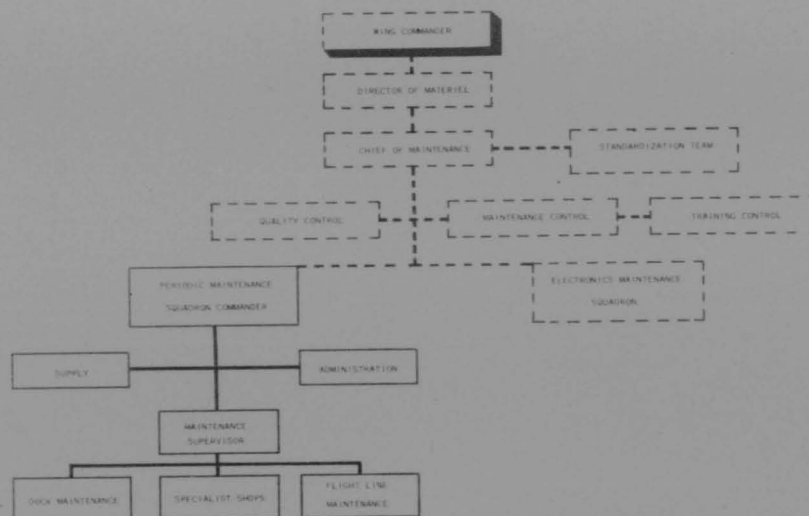 WING COMMANDER
DIRECTOR OF MATERIEL
CHIEF OF MAINTENANCE
STANDARDIZATION TEAM
QUALITY CONTROL
MAINTENANCE CONTROL
TRAINING CONTROL
PERIODIC MAINTENANCE
SQUADRON COMMANDER
ELECTRONICS MAINTENANCE
SQUADRON
SUPPLY
ADMINISTRATION
MAINTENANCE
SUPERVISOR
DOCK MAINTENANCE
SPECIALIST SHOPS
FLIGHT LINE
MAINTENANCE